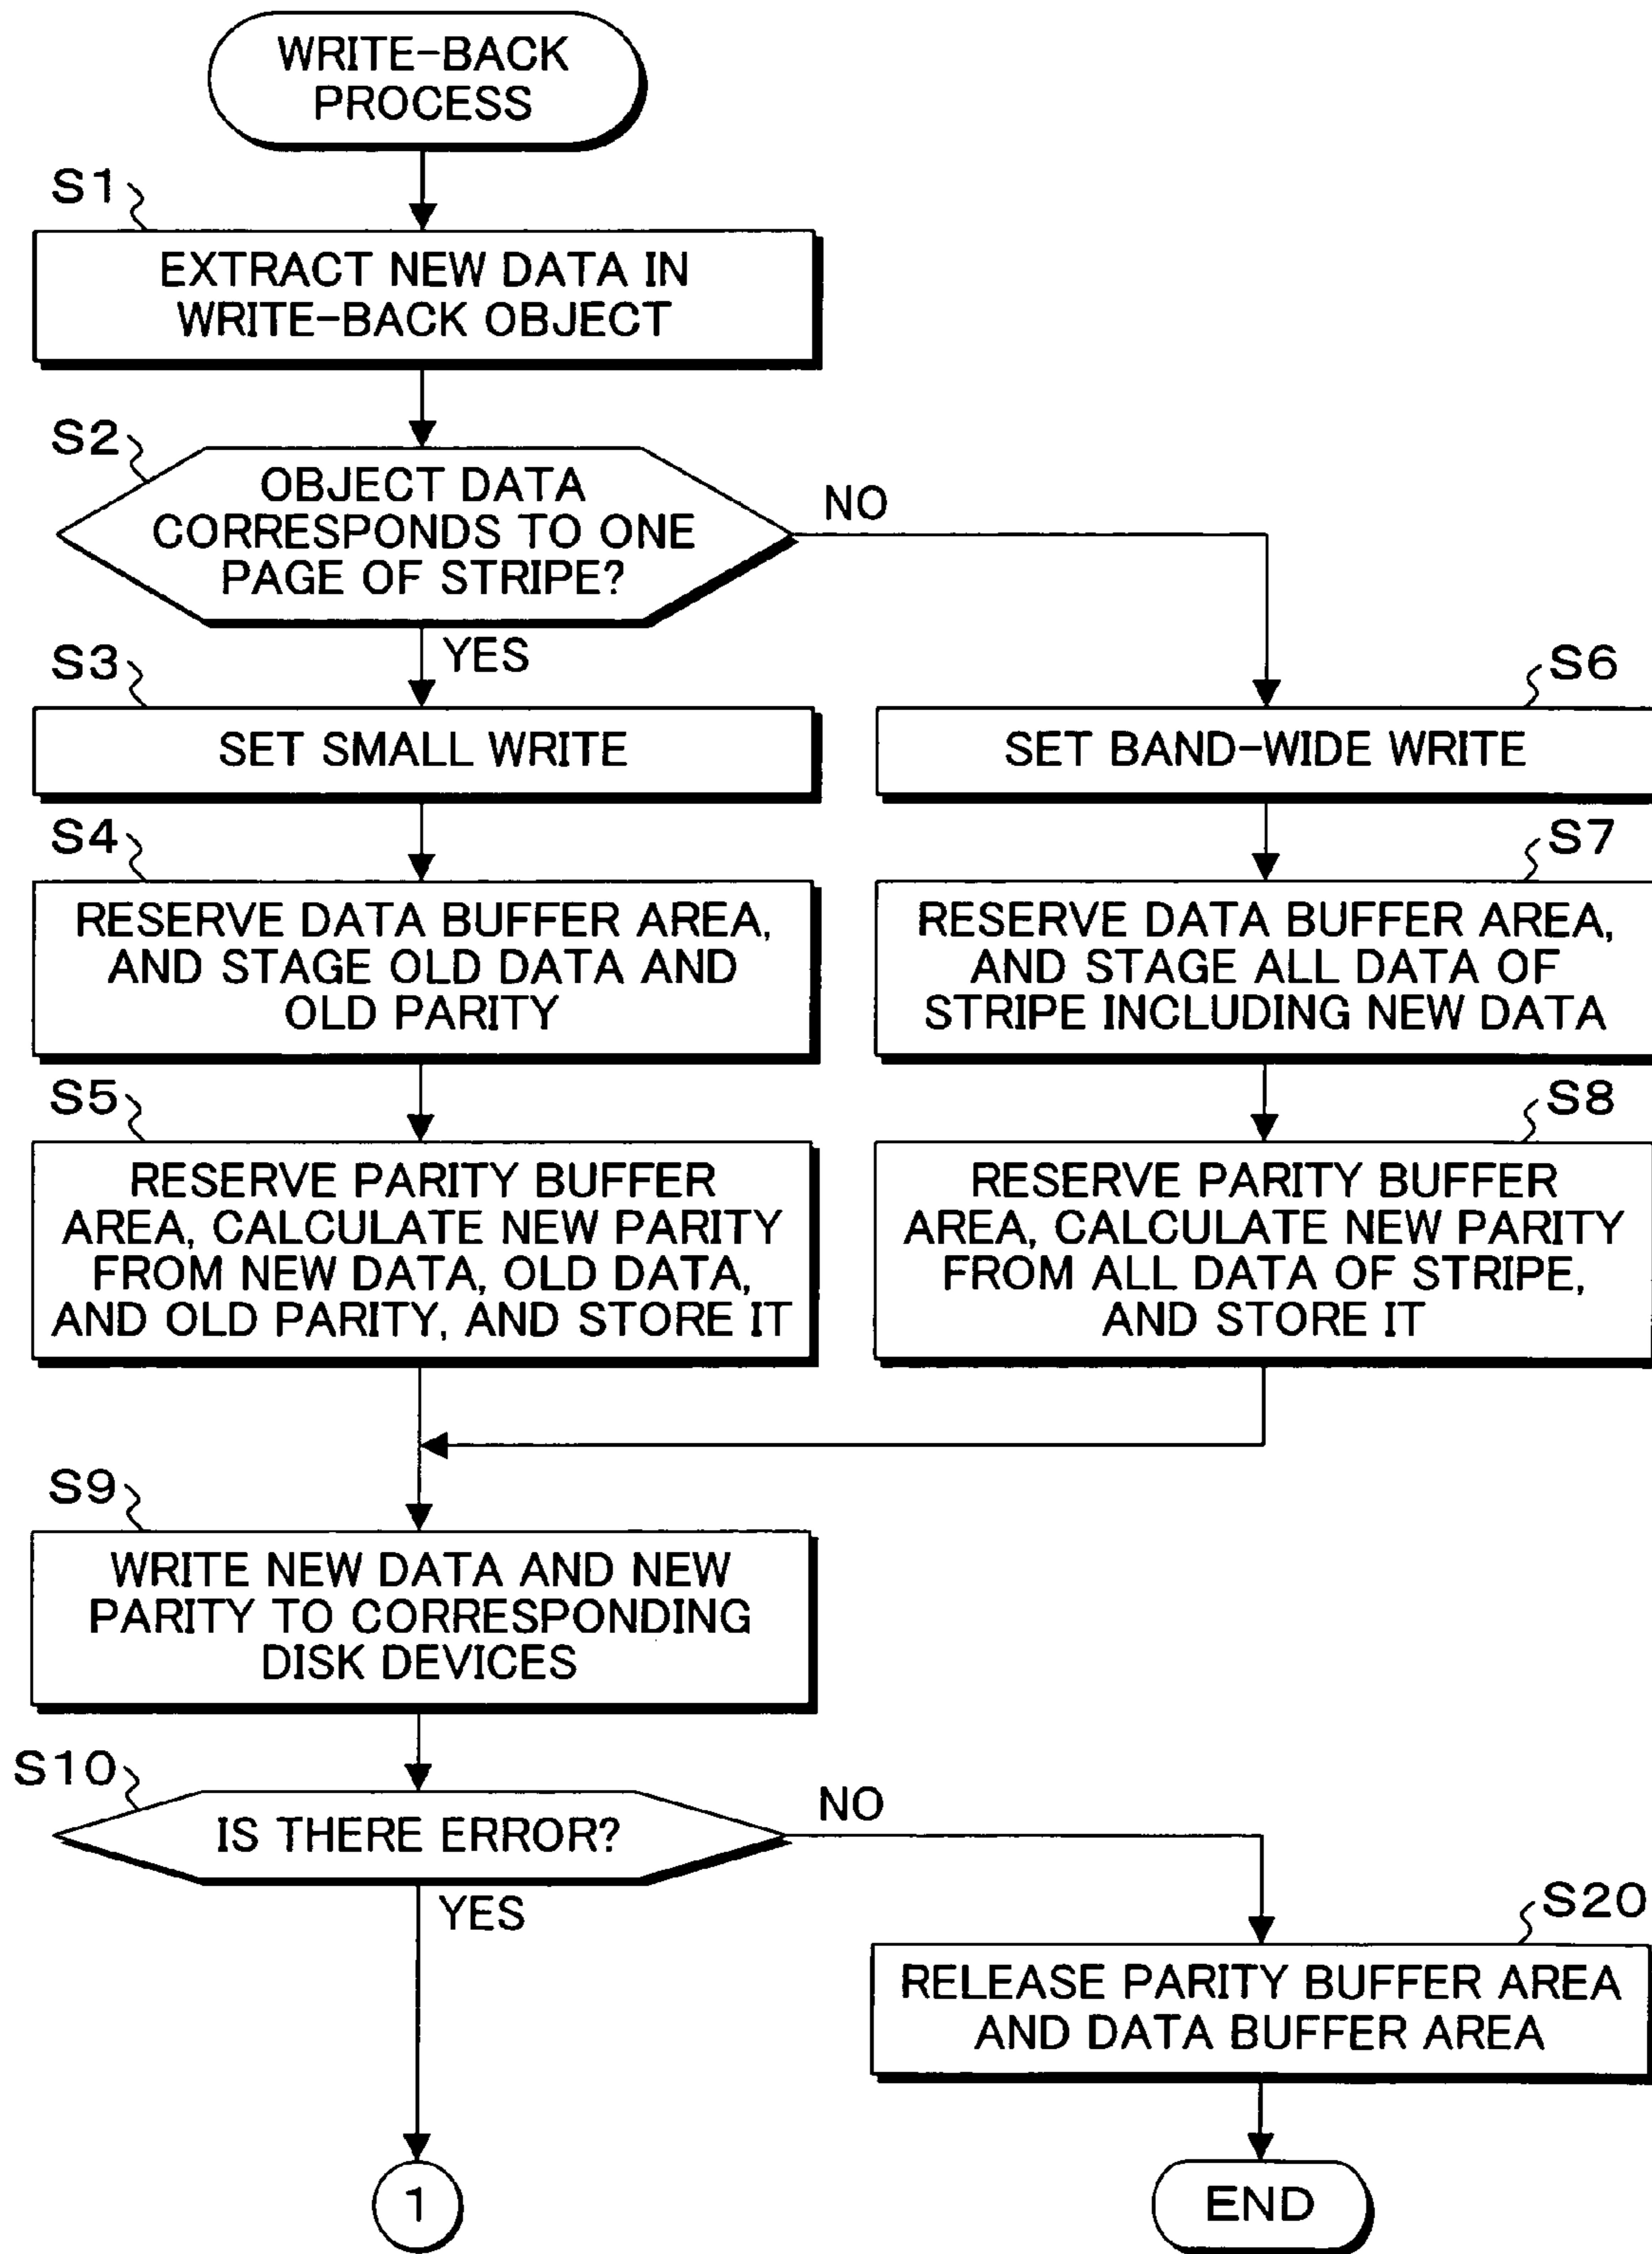 WRITE-BACK
PROCESS
S1
EXTRACT NEW DATA IN
WRITE-BACK OBJECT
S2
OBJECT DATA
CORRESPONDS TO ONE
PAGE OF STRIPE?
NO
YES
S3
SET SMALL WRITE
S6
SET BAND-WIDE WRITE
S4
RESERVE DATA BUFFER AREA,
AND STAGE OLD DATA AND
OLD PARITY
S7
RESERVE DATA BUFFER AREA,
AND STAGE ALL DATA OF
STRIPE INCLUDING NEW DATA
S5
RESERVE PARITY BUFFER
AREA, CALCULATE NEW PARITY
FROM NEW DATA, OLD DATA,
AND OLD PARITY, AND STORE IT
S8
RESERVE PARITY BUFFER
AREA, CALCULATE NEW PARITY
FROM ALL DATA OF STRIPE,
AND STORE IT
S9
WRITE NEW DATA AND NEW
PARITY TO CORRESPONDING
DISK DEVICES
S10
IS THERE ERROR?
NO
YES
S20
RELEASE PARITY BUFFER AREA
AND DATA BUFFER AREA
1
END